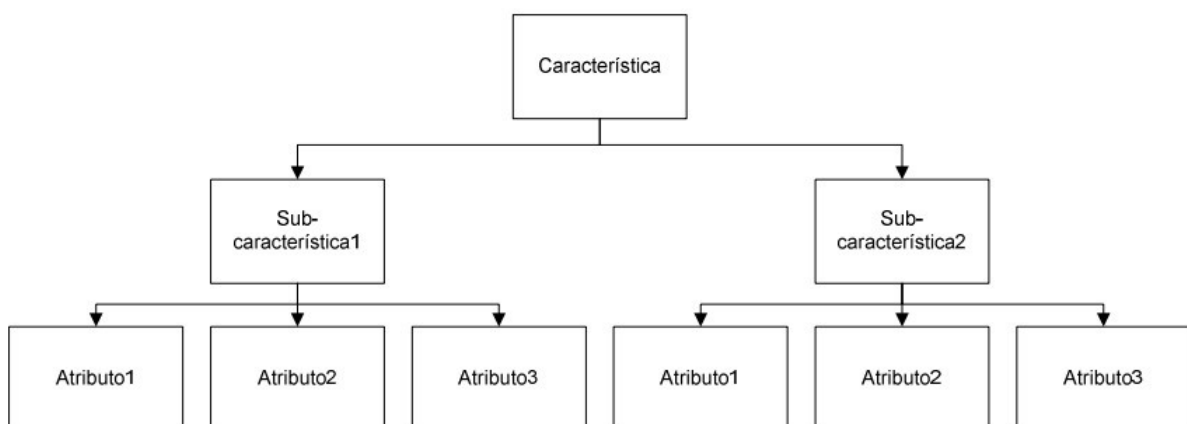 Característica
Sub-
característica1
Sub-
característica2
Atributo1
Atributo2
Atributo3
Atributo1
Atributo2
Atributo3